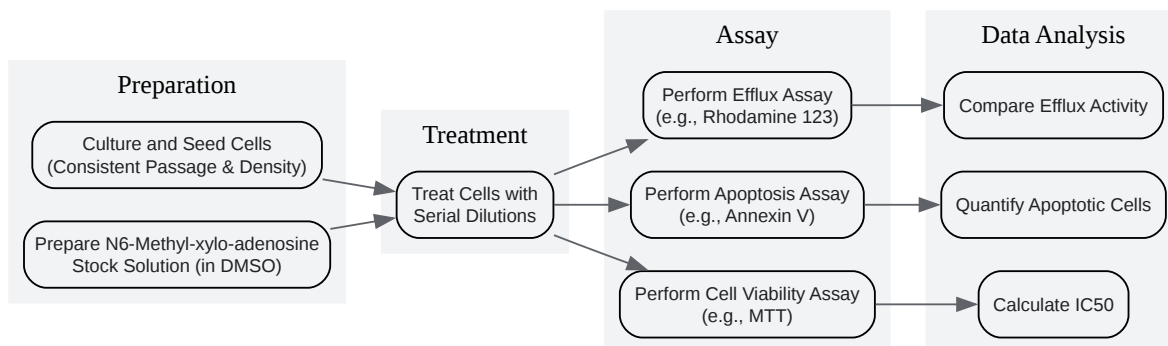 Preparation
Culture and Seed Cells
(Consistent Passage & Density)
Prepare N6-Methyl-xylo-adenosine
Stock Solution (in DMSO)
Treatment
Treat Cells with
Serial Dilutions
Assay
Perform Efflux Assay
(e.g., Rhodamine 123)
Perform Apoptosis Assay
(e.g., Annexin V)
Perform Cell Viability Assay
(e.g., MTT)
Data Analysis
Compare Efflux Activity
Quantify Apoptotic Cells
Calculate IC50